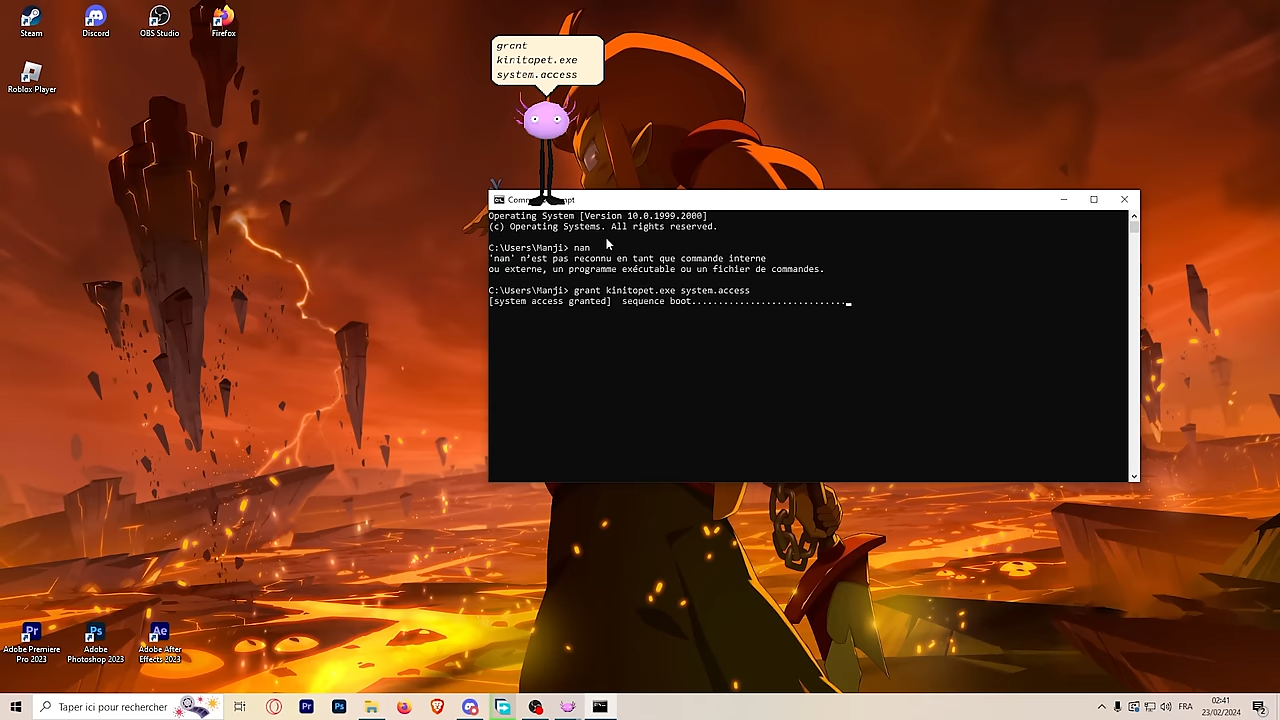 Steam
Discord
OBS Studio
Firefox
Roblox Player
grant
kinitopet.exe
system.access
Operating System [Version 10.0.1999.2000]
(c) Operating Systems. All rights reserved.
C:\Users\Manji> nan
'nan' n'est pas reconnu en tant que commande interne
ou externe, un programme exécutable ou un fichier de commandes.
C:\Users\Manji> grant kinitopet.exe system.access
[system access granted]  sequence boot.............................
Adobe Premiere
Pro 2023
Adobe
Photoshop 2023
Adobe After
Effects 2023
Taper ici pour rechercher
FRA
02:41
23/02/2024